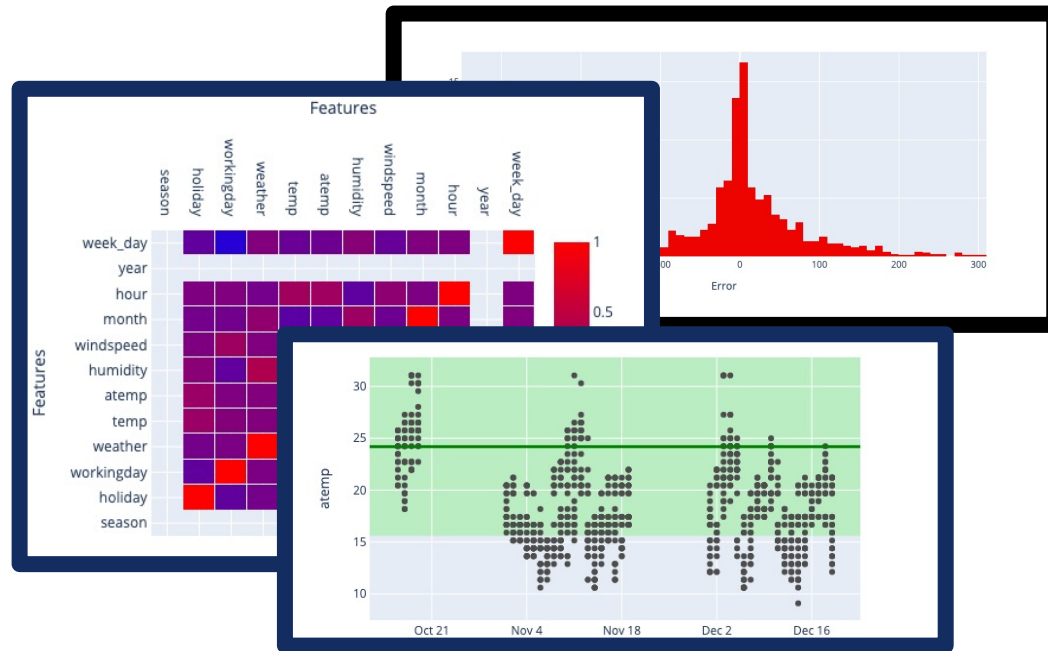 Features
season
holiday
workingday
weather
temp
atemp
humidity
windspeed
month
hour
year
week_day
week_day
year
hour
month
windspeed
humidity
atemp
temp
weather
workingday
holiday
season
Features
1
0.5
0
100
200
300
Error
30
25
20
15
10
atemp
Oct 21
Nov 4
Nov 18
Dec 2
Dec 16